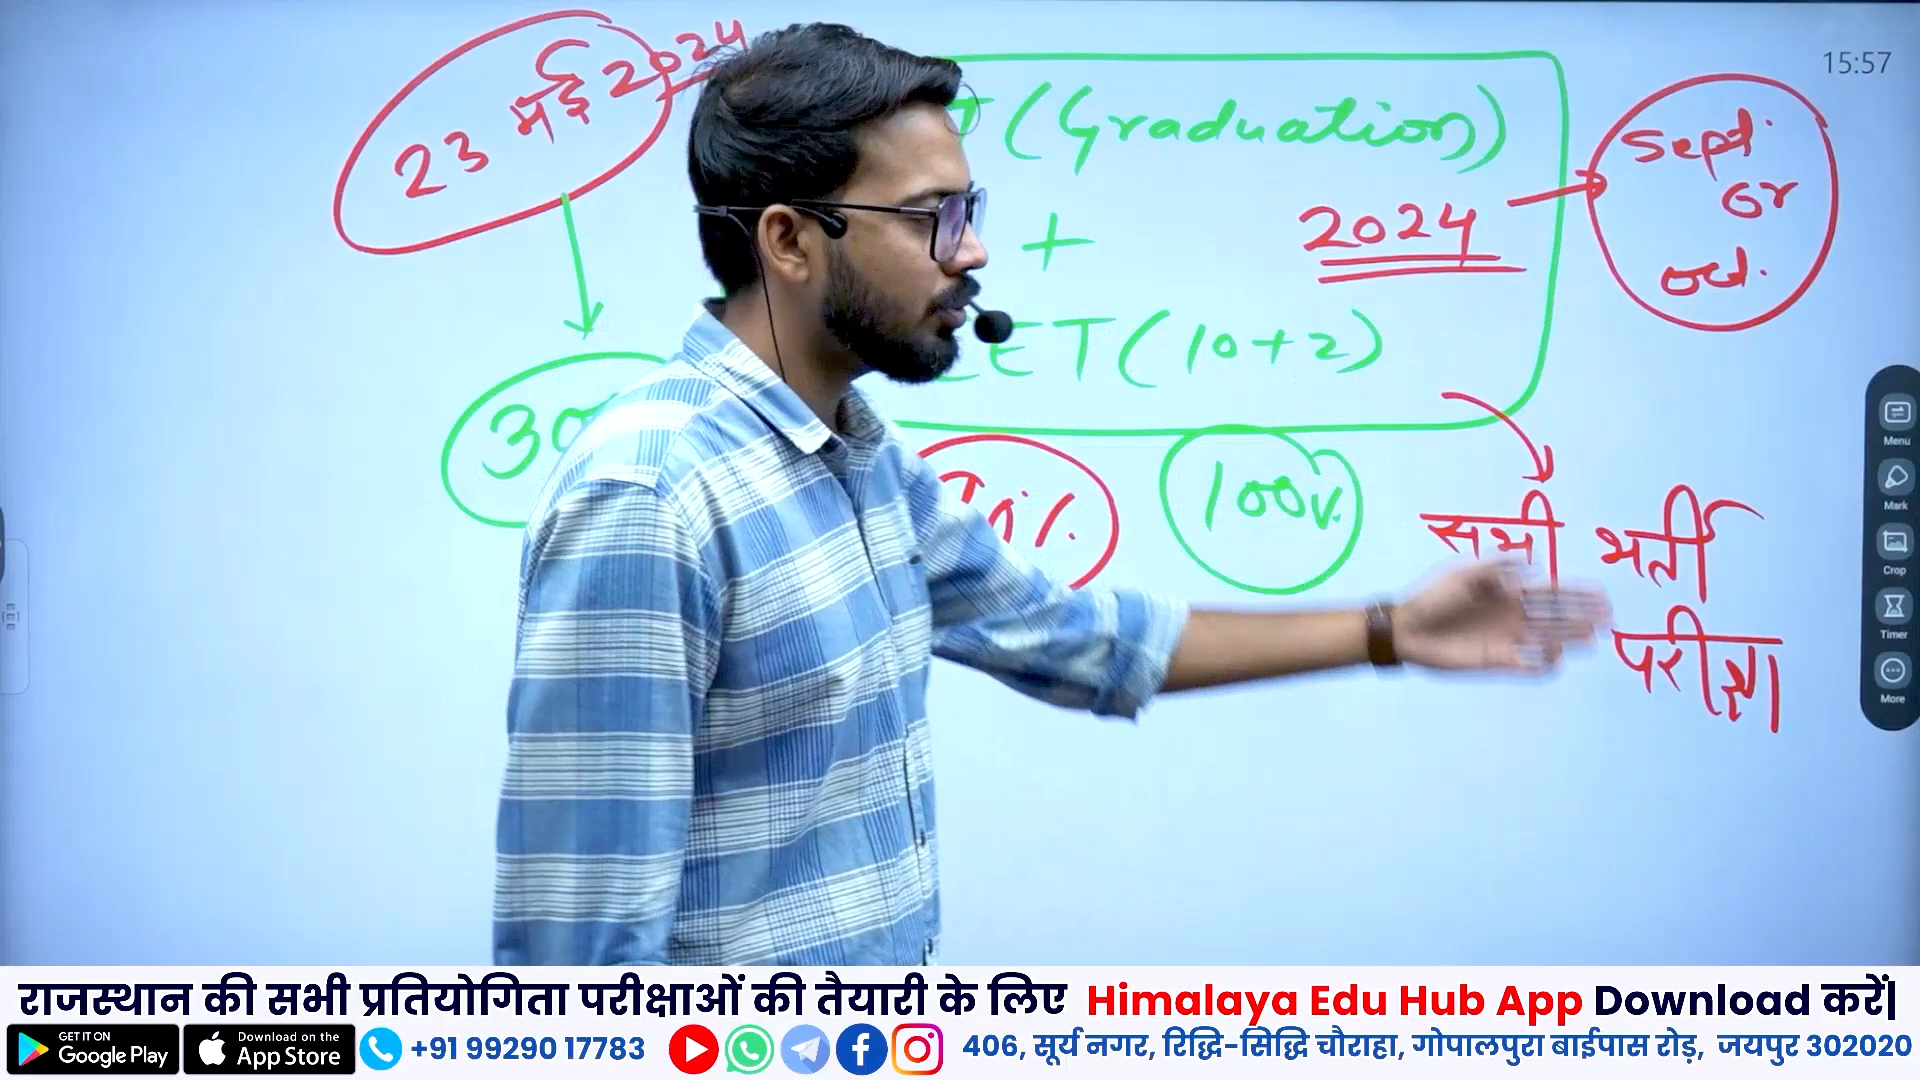 15:57
23 मई 2024
(Graduation)
+
2024
Sept.
or
oct.
CET (10+2)
30
100%
सभी भर्ती
परीक्षा
Menu
Mark
Crop
Timer
More
राजस्थान की सभी प्रतियोगिता परीक्षाओं की तैयारी के लिए Himalaya Edu Hub App Download करें|
GET IT ON Google Play
Download on the App Store
+91 99290 17783
406, सूर्य नगर, रिद्धि-सिद्धि चौराहा, गोपालपुरा बाईपास रोड़, जयपुर 302020